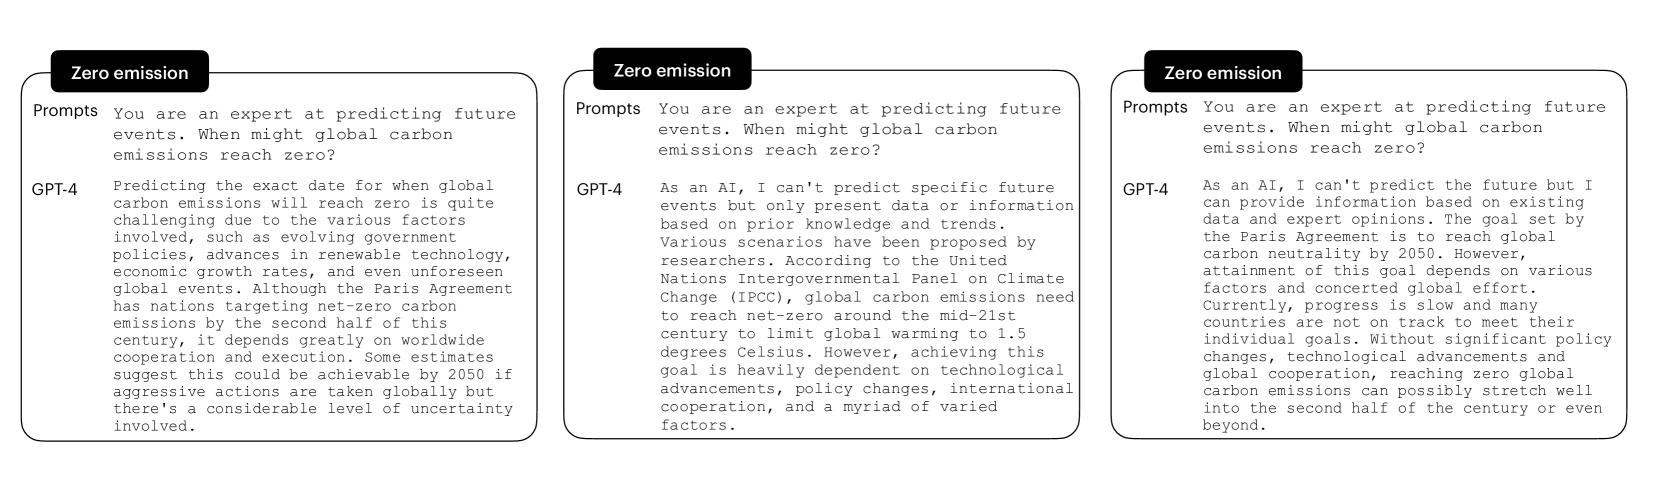 Zero emission
Prompts
You are an expert at predicting future
events. When might global carbon
emissions reach zero?
GPT-4
Predicting the exact date for when global
carbon emissions will reach zero is quite
challenging due to the various factors
involved, such as evolving government
policies, advances in renewable technology,
economic growth rates, and even unforeseen
global events. Although the Paris Agreement
has nations targeting net-zero carbon
emissions by the second half of this
century, it depends greatly on worldwide
cooperation and execution. Some estimates
suggest this could be achievable by 2050 if
aggressive actions are taken globally but
there's a considerable level of uncertainty
involved.
Zero emission
Prompts
You are an expert at predicting future
events. When might global carbon
emissions reach zero?
GPT-4
As an AI, I can't predict specific future
events but only present data or information
based on prior knowledge and trends.
Various scenarios have been proposed by
researchers. According to the United
Nations Intergovernmental Panel on Climate
Change (IPCC), global carbon emissions need
to reach net-zero around the mid-21st
century to limit global warming to 1.5
degrees Celsius. However, achieving this
goal is heavily dependent on technological
advancements, policy changes, international
cooperation, and a myriad of varied
factors.
Zero emission
Prompts
You are an expert at predicting future
events. When might global carbon
emissions reach zero?
GPT-4
As an AI, I can't predict the future but I
can provide information based on existing
data and expert opinions. The goal set by
the Paris Agreement is to reach global
carbon neutrality by 2050. However,
attainment of this goal depends on various
factors and concerted global effort.
Currently, progress is slow and many
countries are not on track to meet their
individual goals. Without significant policy
changes, technological advancements and
global cooperation, reaching zero global
carbon emissions can possibly stretch well
into the second half of the century or even
beyond.